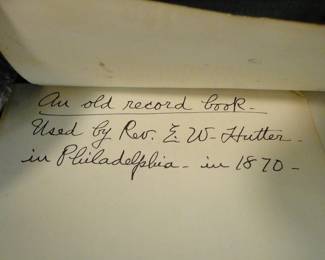 An old record book-
Used by Rev. E. W. Hutter-
in Philadelphia- in 1870-